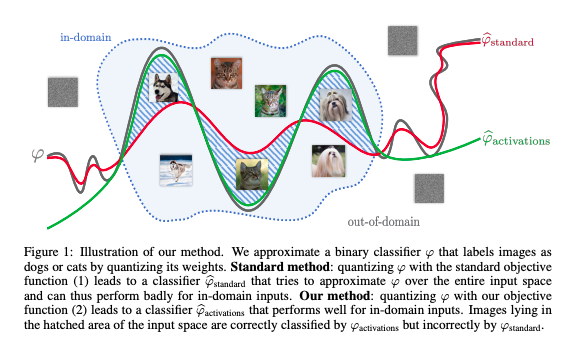 in-domain
φ̂standard
φ
φ̂activations
out-of-domain
Figure 1: Illustration of our method. We approximate a binary classifier φ that labels images as
dogs or cats by quantizing its weights. Standard method: quantizing φ with the standard objective
function (1) leads to a classifier φ̂standard that tries to approximate φ over the entire input space
and can thus perform badly for in-domain inputs. Our method: quantizing φ with our objective
function (2) leads to a classifier φ̂activations that performs well for in-domain inputs. Images lying in
the hatched area of the input space are correctly classified by φactivations but incorrectly by φstandard.